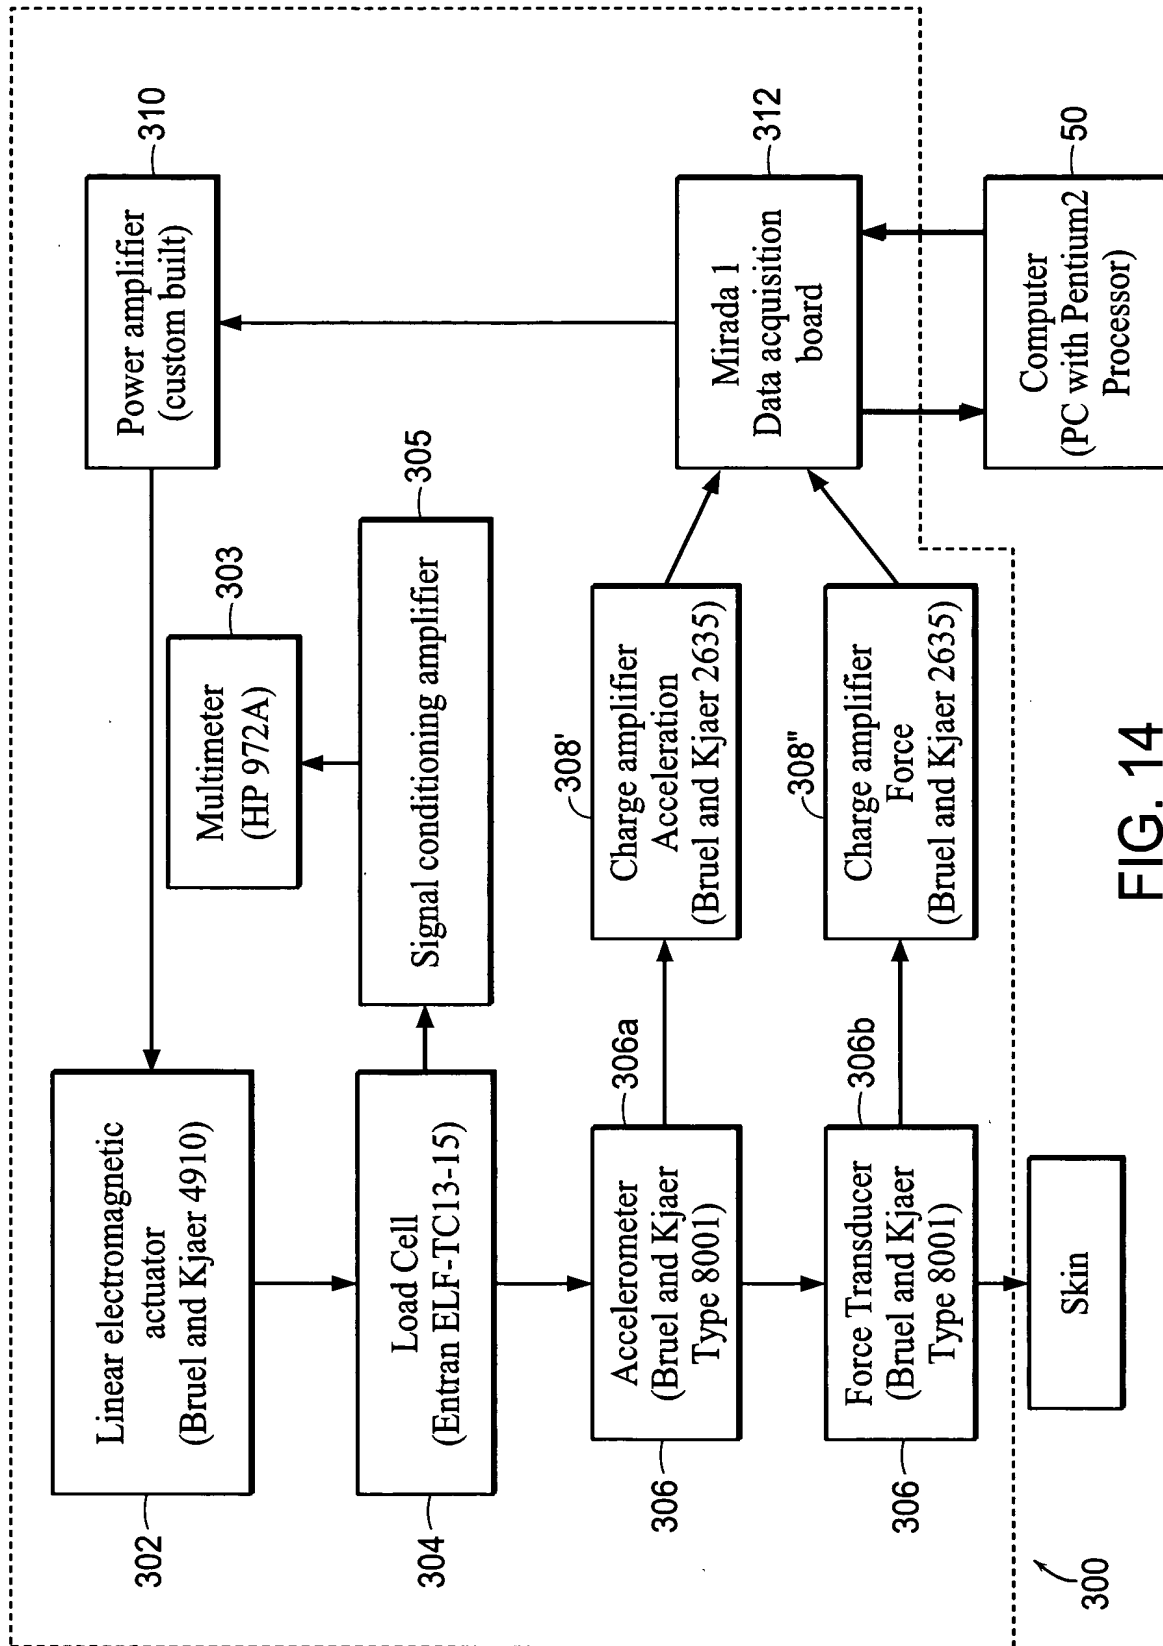 310
Power amplifier
(custom built)
303
Multimeter
(HP 972A)
305
Signal conditioning amplifier
Linear electromagnetic
actuator
(Bruel and Kjaer 4910)
302
Load Cell
(Entran ELF-TC13-15)
304
306a
Accelerometer
(Bruel and Kjaer
Type 8001)
306
308'
Charge amplifier
Acceleration
(Bruel and Kjaer 2635)
312
Mirada 1
Data acquisition
board
306b
Force Transducer
(Bruel and Kjaer
Type 8001)
306
308"
Charge amplifier
Force
(Bruel and Kjaer 2635)
50
Computer
(PC with Pentium2
Processor)
Skin
300
FIG. 14